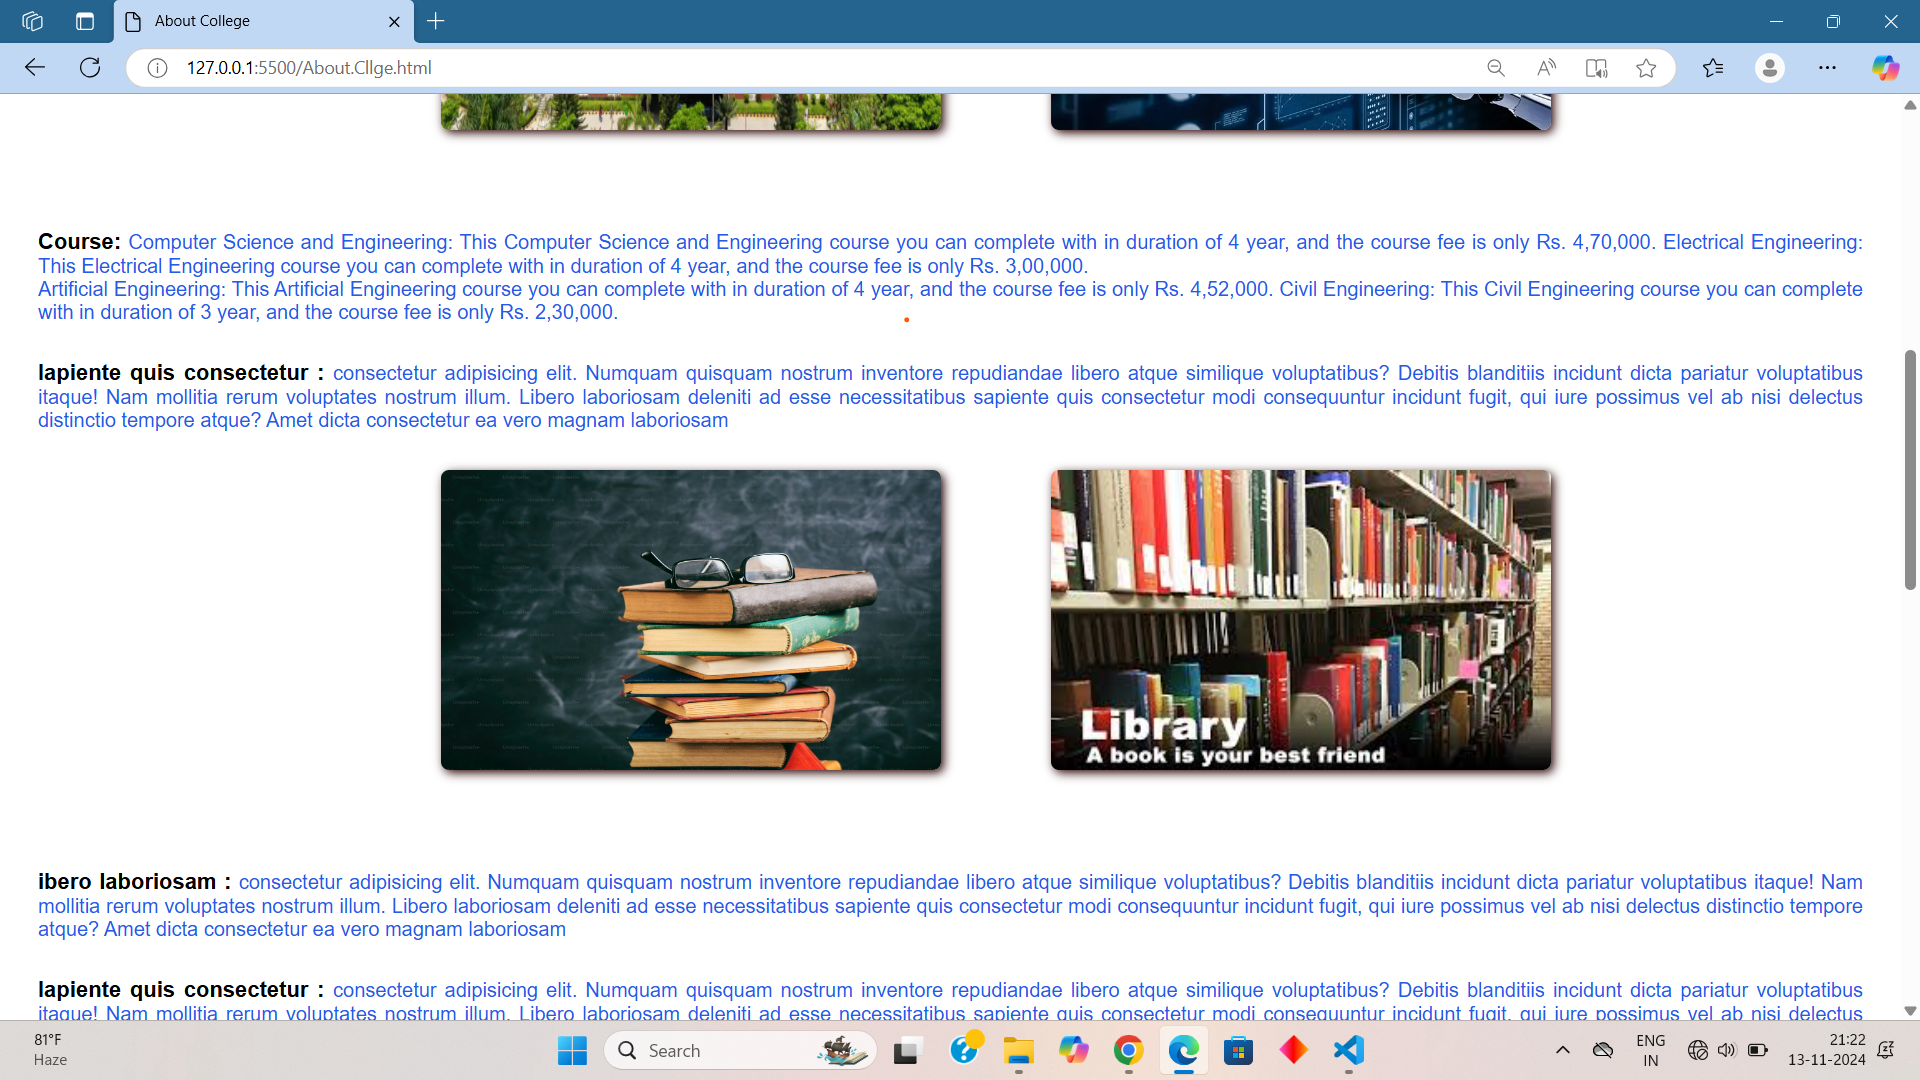 About College
127.0.0.1:5500/About.Cllge.html
Course: Computer Science and Engineering: This Computer Science and Engineering course you can complete with in duration of 4 year, and the course fee is only Rs. 4,70,000. Electrical Engineering:
This Electrical Engineering course you can complete with in duration of 4 year, and the course fee is only Rs. 3,00,000.
Artificial Engineering: This Artificial Engineering course you can complete with in duration of 4 year, and the course fee is only Rs. 4,52,000. Civil Engineering: This Civil Engineering course you can complete
with in duration of 3 year, and the course fee is only Rs. 2,30,000.
lapiente quis consectetur : consectetur adipisicing elit. Numquam quisquam nostrum inventore repudiandae libero atque similique voluptatibus? Debitis blanditiis incidunt dicta pariatur voluptatibus
itaque! Nam mollitia rerum voluptates nostrum illum. Libero laboriosam deleniti ad esse necessitatibus sapiente quis consectetur modi consequuntur incidunt fugit, qui iure possimus vel ab nisi delectus
distinctio tempore atque? Amet dicta consectetur ea vero magnam laboriosam
Library
A book is your best friend
ibero laboriosam : consectetur adipisicing elit. Numquam quisquam nostrum inventore repudiandae libero atque similique voluptatibus? Debitis blanditiis incidunt dicta pariatur voluptatibus itaque! Nam
mollitia rerum voluptates nostrum illum. Libero laboriosam deleniti ad esse necessitatibus sapiente quis consectetur modi consequuntur incidunt fugit, qui iure possimus vel ab nisi delectus distinctio tempore
atque? Amet dicta consectetur ea vero magnam laboriosam
lapiente quis consectetur : consectetur adipisicing elit. Numquam quisquam nostrum inventore repudiandae libero atque similique voluptatibus? Debitis blanditiis incidunt dicta pariatur voluptatibus
itaque! Nam mollitia rerum voluptates nostrum illum. Libero laboriosam deleniti ad esse necessitatibus sapiente quis consectetur modi consequuntur incidunt fugit, qui iure possimus vel ab nisi delectus
81°F
Haze
Search
ENG
IN
21:22
13-11-2024